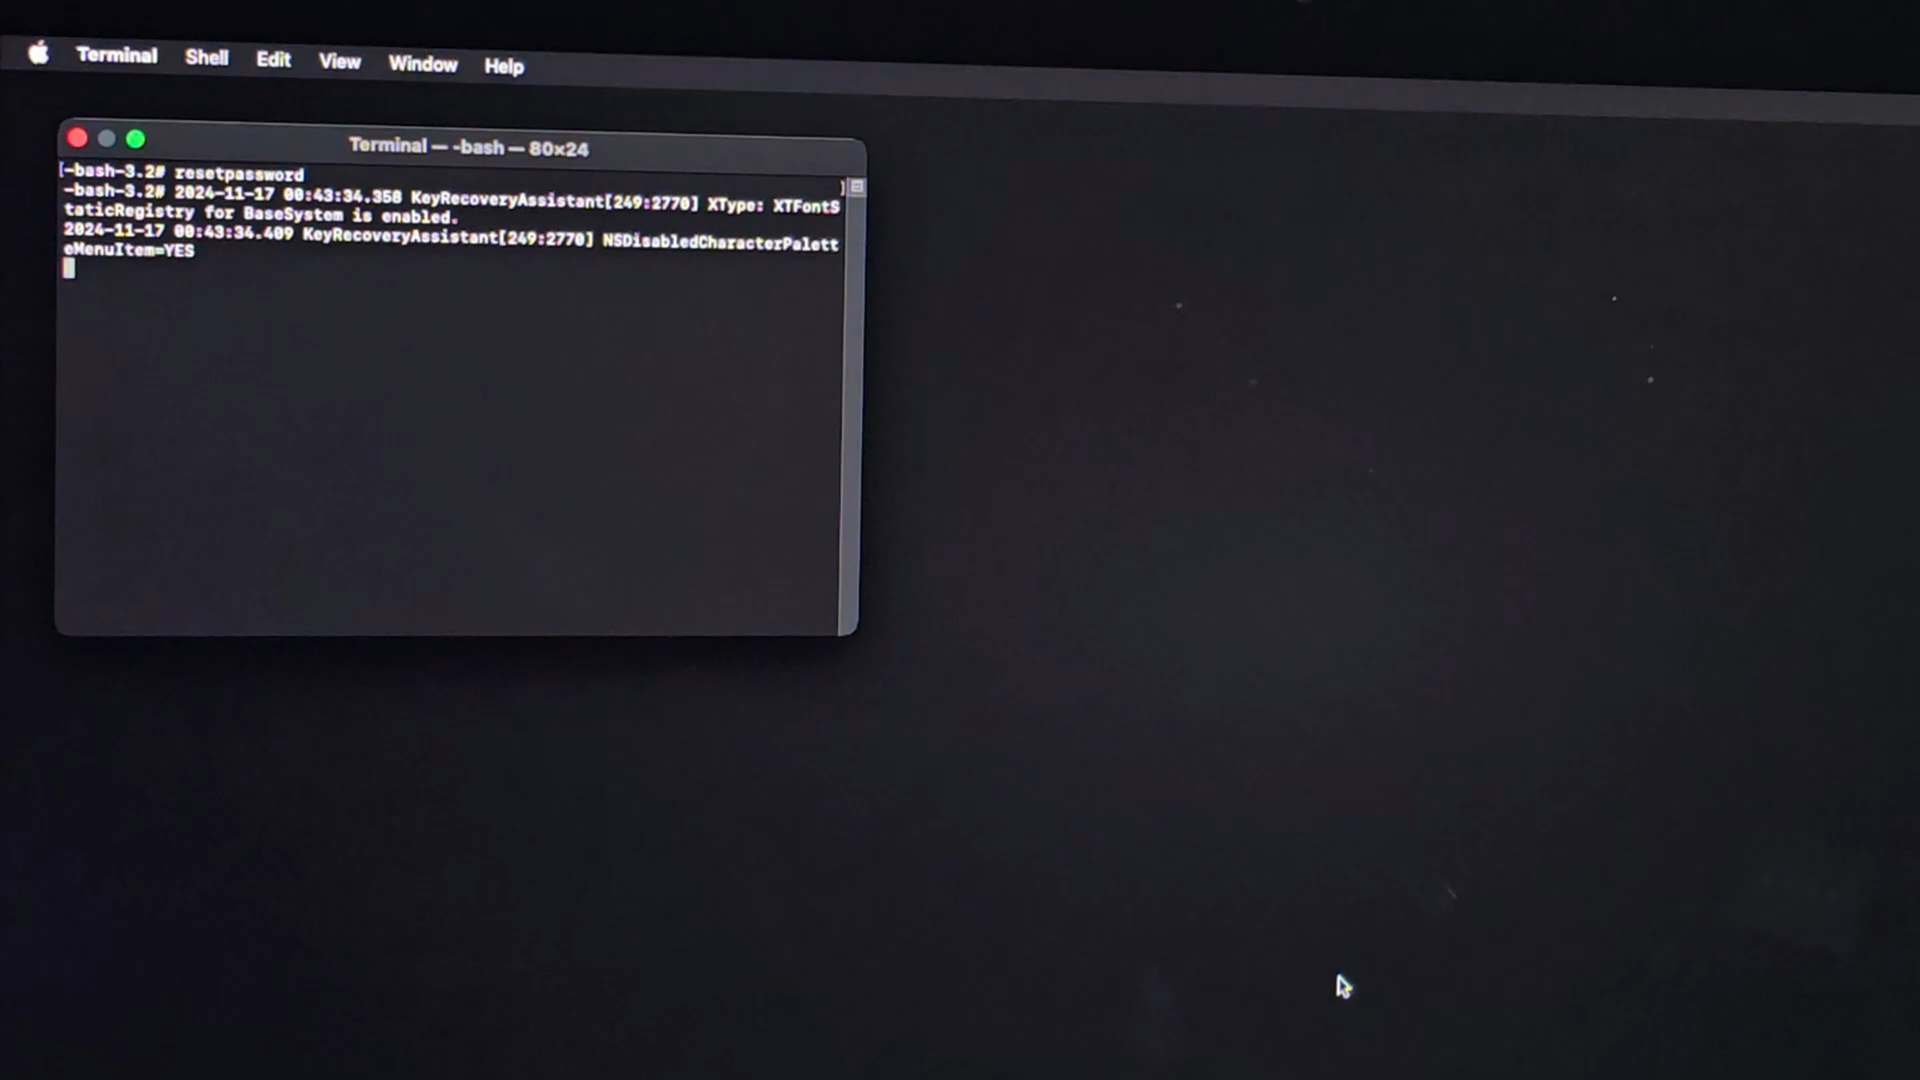 Terminal Shell Edit View Window Help
Terminal — -bash — 80×24
[-bash-3.2# resetpassword ]
-bash-3.2# 2024-11-17 00:43:34.358 KeyRecoveryAssistant[249:2770] XType: XTFontS
taticRegistry for BaseSystem is enabled.
2024-11-17 00:43:34.409 KeyRecoveryAssistant[249:2770] NSDisabledCharacterPalett
eMenuItem=YES